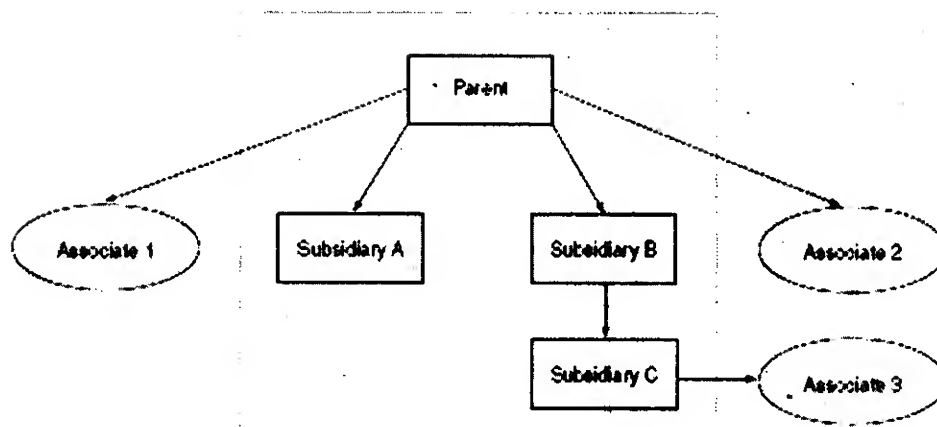 Parent
Associate 1
Subsidiary A
Subsidiary B
Associate 2
Subsidiary C
Associate 3